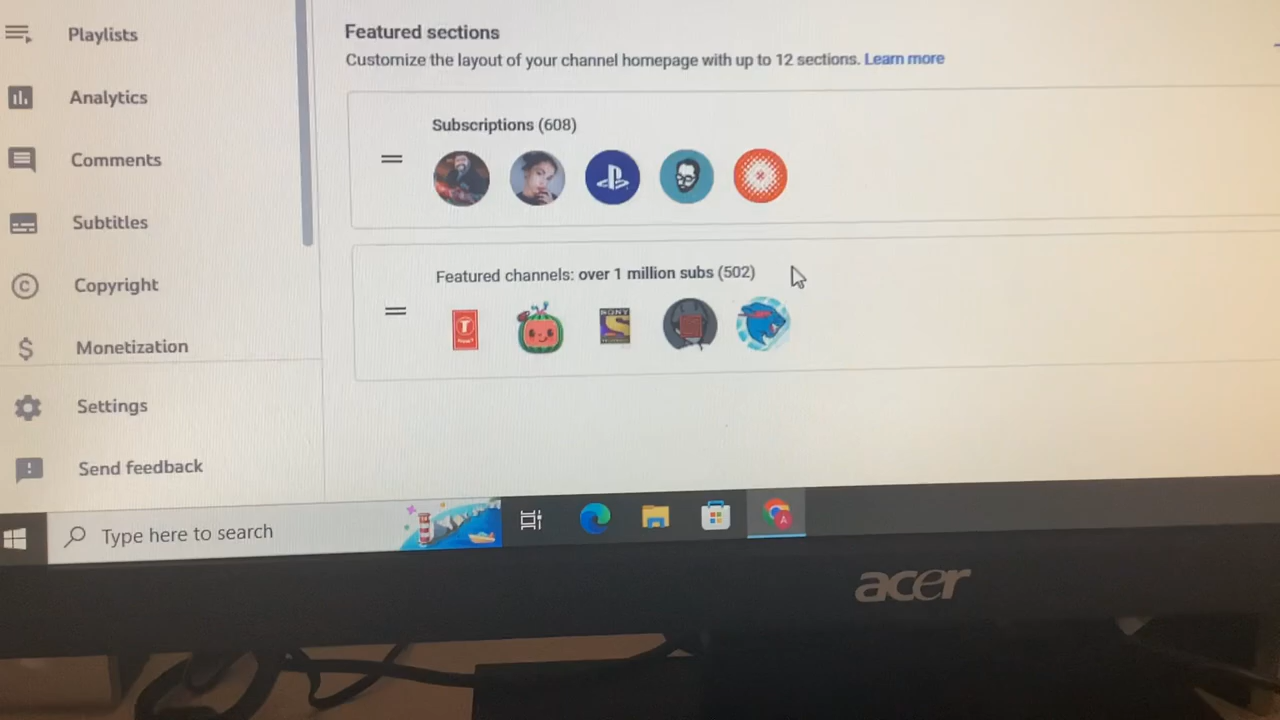 Playlists
Analytics
Comments
Subtitles
Copyright
Monetization
Settings
Send feedback
Featured sections
Customize the layout of your channel homepage with up to 12 sections. Learn more
Subscriptions (608)
Featured channels: over 1 million subs (502)
SONY
Type here to search
A
acer